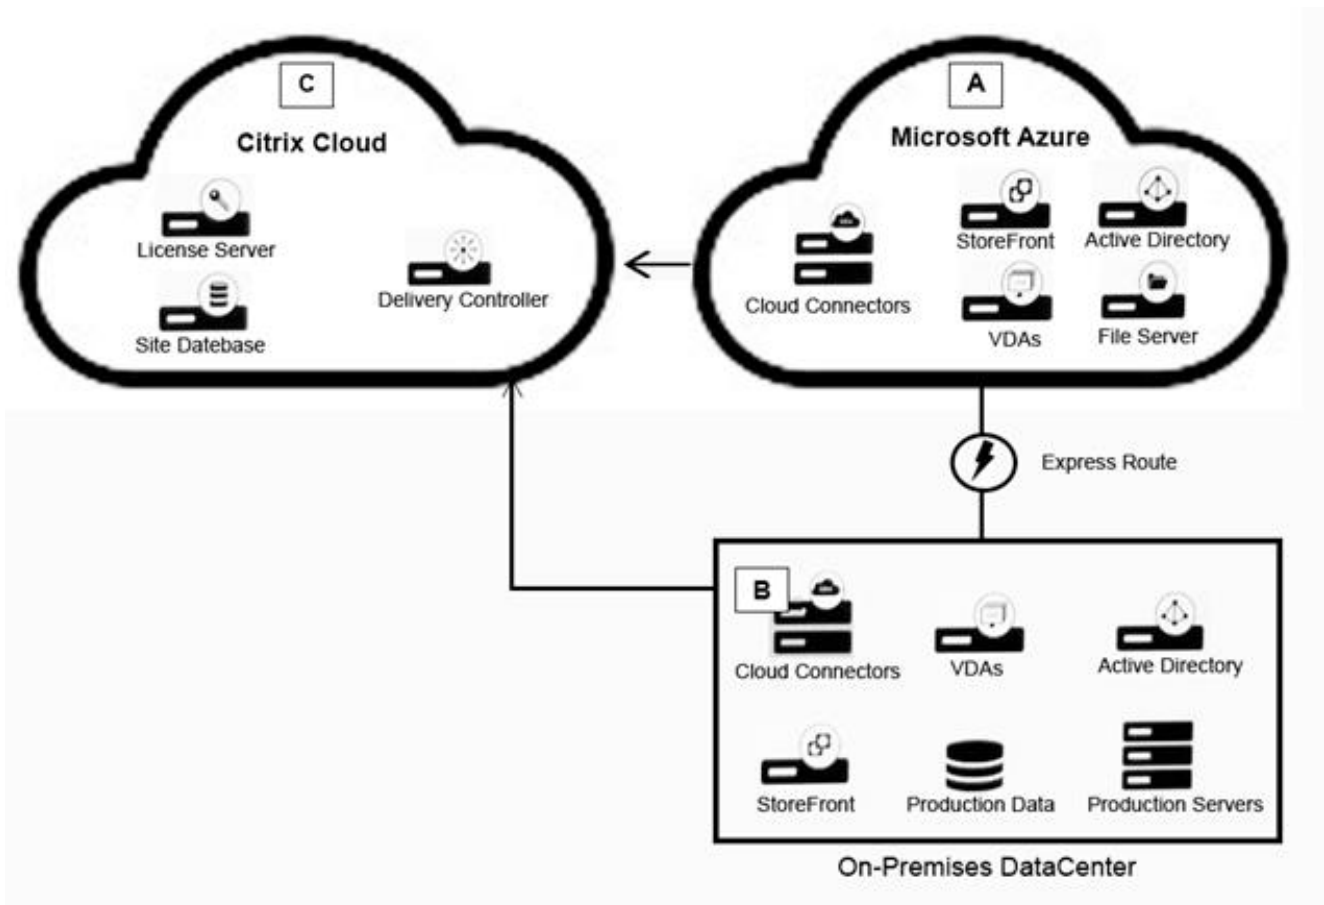 C
Citrix Cloud
License Server
Delivery Controller
Site Datebase
A
Microsoft Azure
Cloud Connectors
StoreFront
Active Directory
VDAs
File Server
Express Route
B
Cloud Connectors
VDAs
Active Directory
StoreFront
Production Data
Production Servers
On-Premises DataCenter